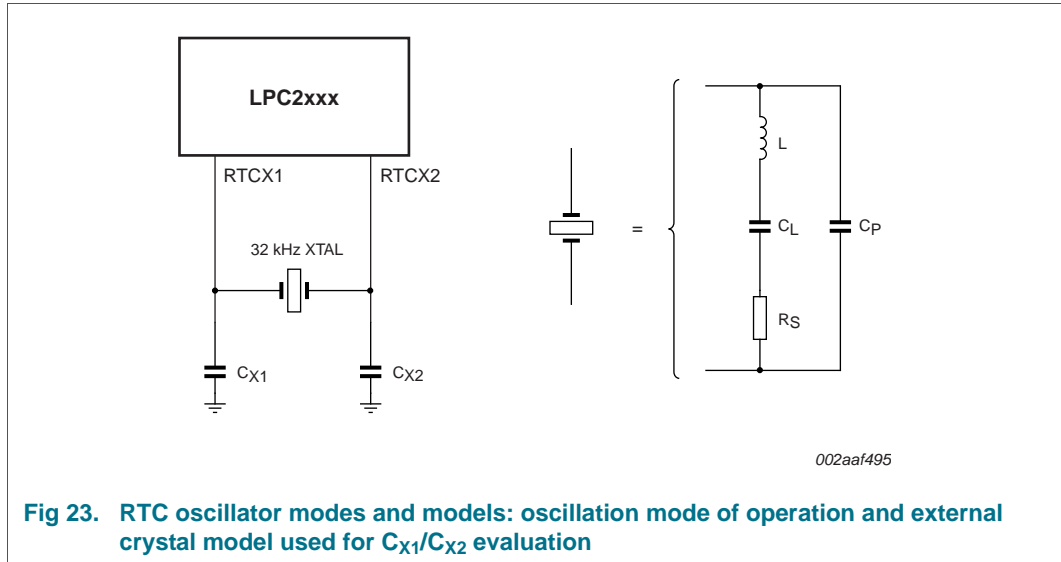 LPC2xxx
RTCX1
RTCX2
32 kHz XTAL
CX1
CX2
=
L
CL
CP
RS
002aaf495
Fig 23. RTC oscillator modes and models: oscillation mode of operation and external
crystal model used for CX1/CX2 evaluation